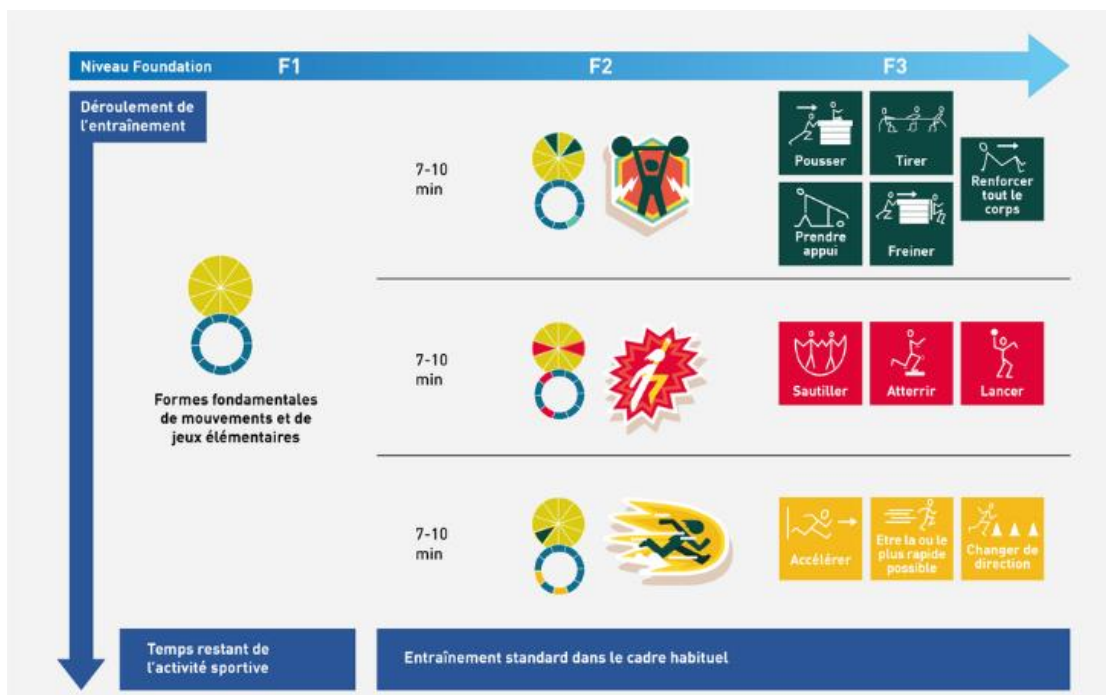 Niveau Foundation
F1
F2
F3
Déroulement de
l'entraînement
7-10
min
Pousser
Tirer
Renforcer
tout le
corps
Prendre
appui
Freiner
Formes fondamentales
de mouvements et de
jeux élémentaires
7-10
min
Sautiller
Atterrir
Lancer
7-10
min
Accélérer
Etre la ou le
plus rapide
possible
Changer de
direction
Temps restant de
l'activité sportive
Entraînement standard dans le cadre habituel